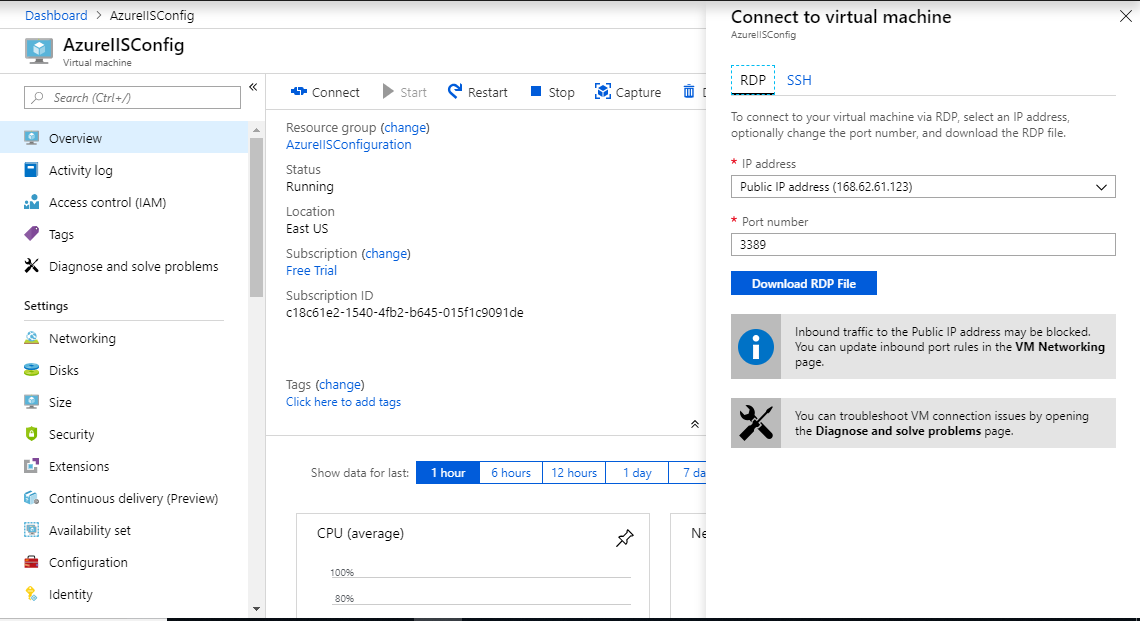 Dashboard > AzureIISConfig
AzureIISConfig
Virtual machine
Search (Ctrl+/)
«
Overview
Activity log
Access control (IAM)
Tags
Diagnose and solve problems
Settings
Networking
Disks
Size
Security
Extensions
Continuous delivery (Preview)
Availability set
Configuration
Identity
Connect Start Restart Stop Capture D
Resource group (change)
AzureIISConfiguration
Status
Running
Location
East US
Subscription (change)
Free Trial
Subscription ID
c18c61e2-1540-4fb2-b645-015f1c9091de
Tags (change)
Click here to add tags
Show data for last: 1 hour 6 hours 12 hours 1 day 7 da
CPU (average)
100%
80%
Ne
Connect to virtual machine
AzureIISConfig
RDP SSH
To connect to your virtual machine via RDP, select an IP address,
optionally change the port number, and download the RDP file.
* IP address
Public IP address (168.62.61.123)
* Port number
3389
Download RDP File
Inbound traffic to the Public IP address may be blocked.
You can update inbound port rules in the VM Networking
page.
You can troubleshoot VM connection issues by opening
the Diagnose and solve problems page.